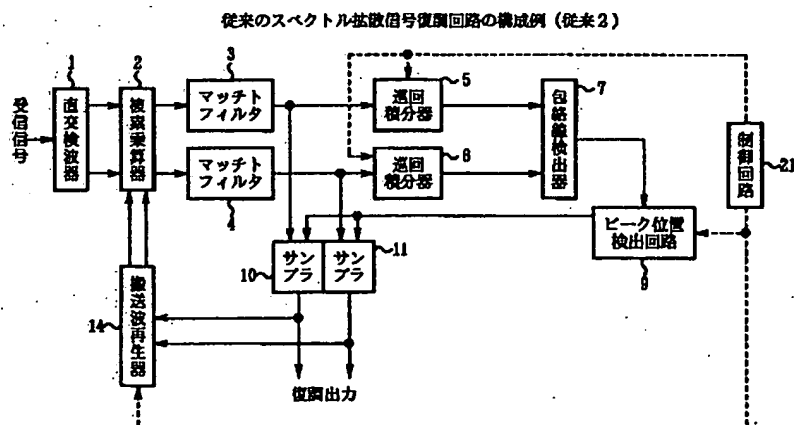 従来のスペクトル拡散信号復調回路の構成例（従来2）
1
2
3
受信信号
直交検波器
複素乗算器
マッチト
フィルタ
マッチト
フィルタ
4
巡回
積分器
5
巡回
積分器
6
包絡線検出器
7
制御回路
21
ピーク位置
検出回路
9
サン
プラ
10
サン
プラ
11
搬送波再生器
14
復調出力